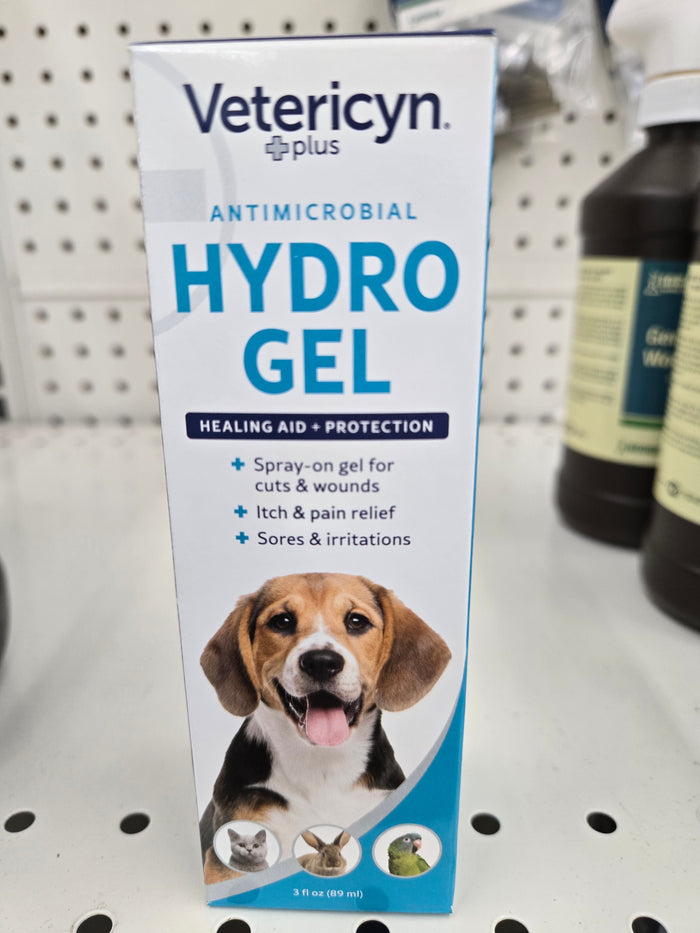 Vetericyn.
plus
ANTIMICROBIAL
HYDRO
GEL
HEALING AID + PROTECTION
Spray-on gel for
cuts & wounds
Itch & pain relief
Sores & irritations
3 fl oz (89 ml)